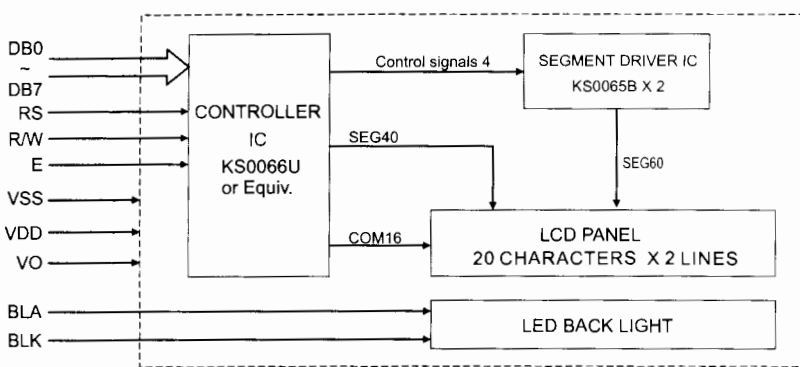 DB0
~
DB7
RS
R/W
E
VSS
VDD
VO
BLA
BLK
CONTROLLER
IC
KS0066U
or Equiv.
Control signals 4
SEG40
COM16
SEGMENT DRIVER IC
KS0065B X 2
SEG60
LCD PANEL
20 CHARACTERS X 2 LINES
LED BACK LIGHT